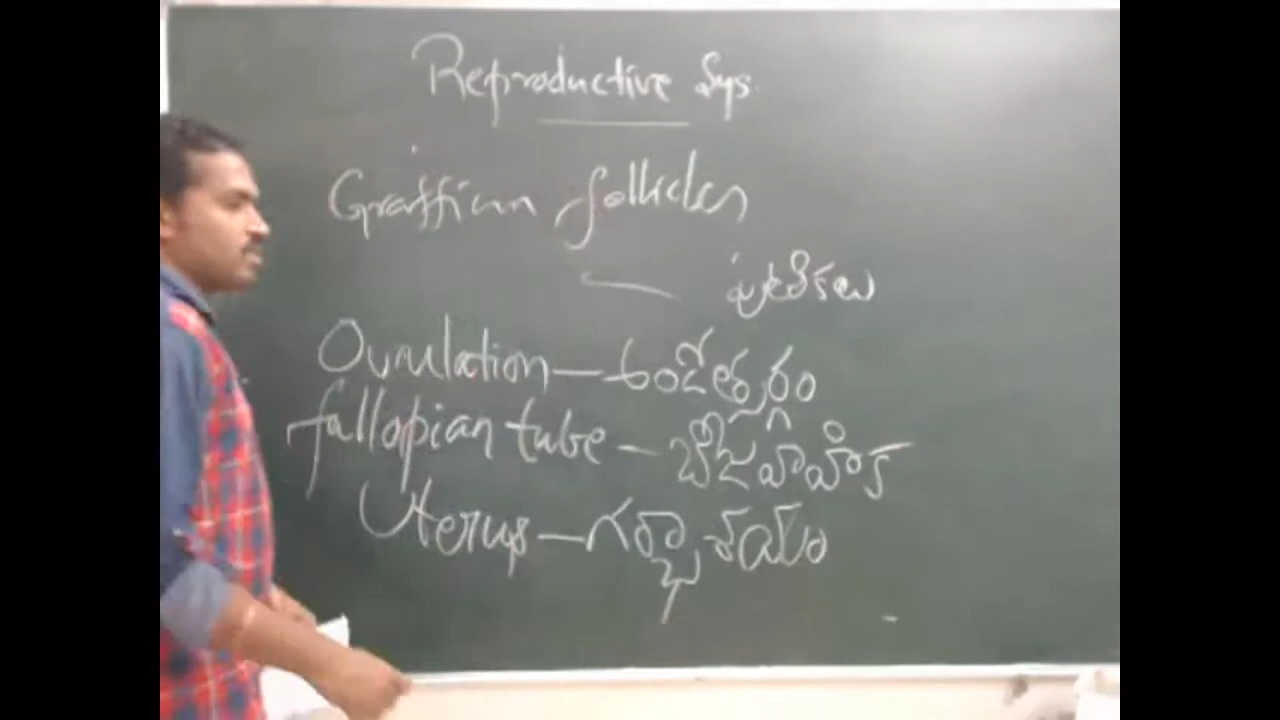 Reproductive Sys.
Graffian follicles
— పుటికలు
Ovulation — అండోత్సర్గం
fallopian tube — బీజవాహిక
Uterus — గర్భాశయం